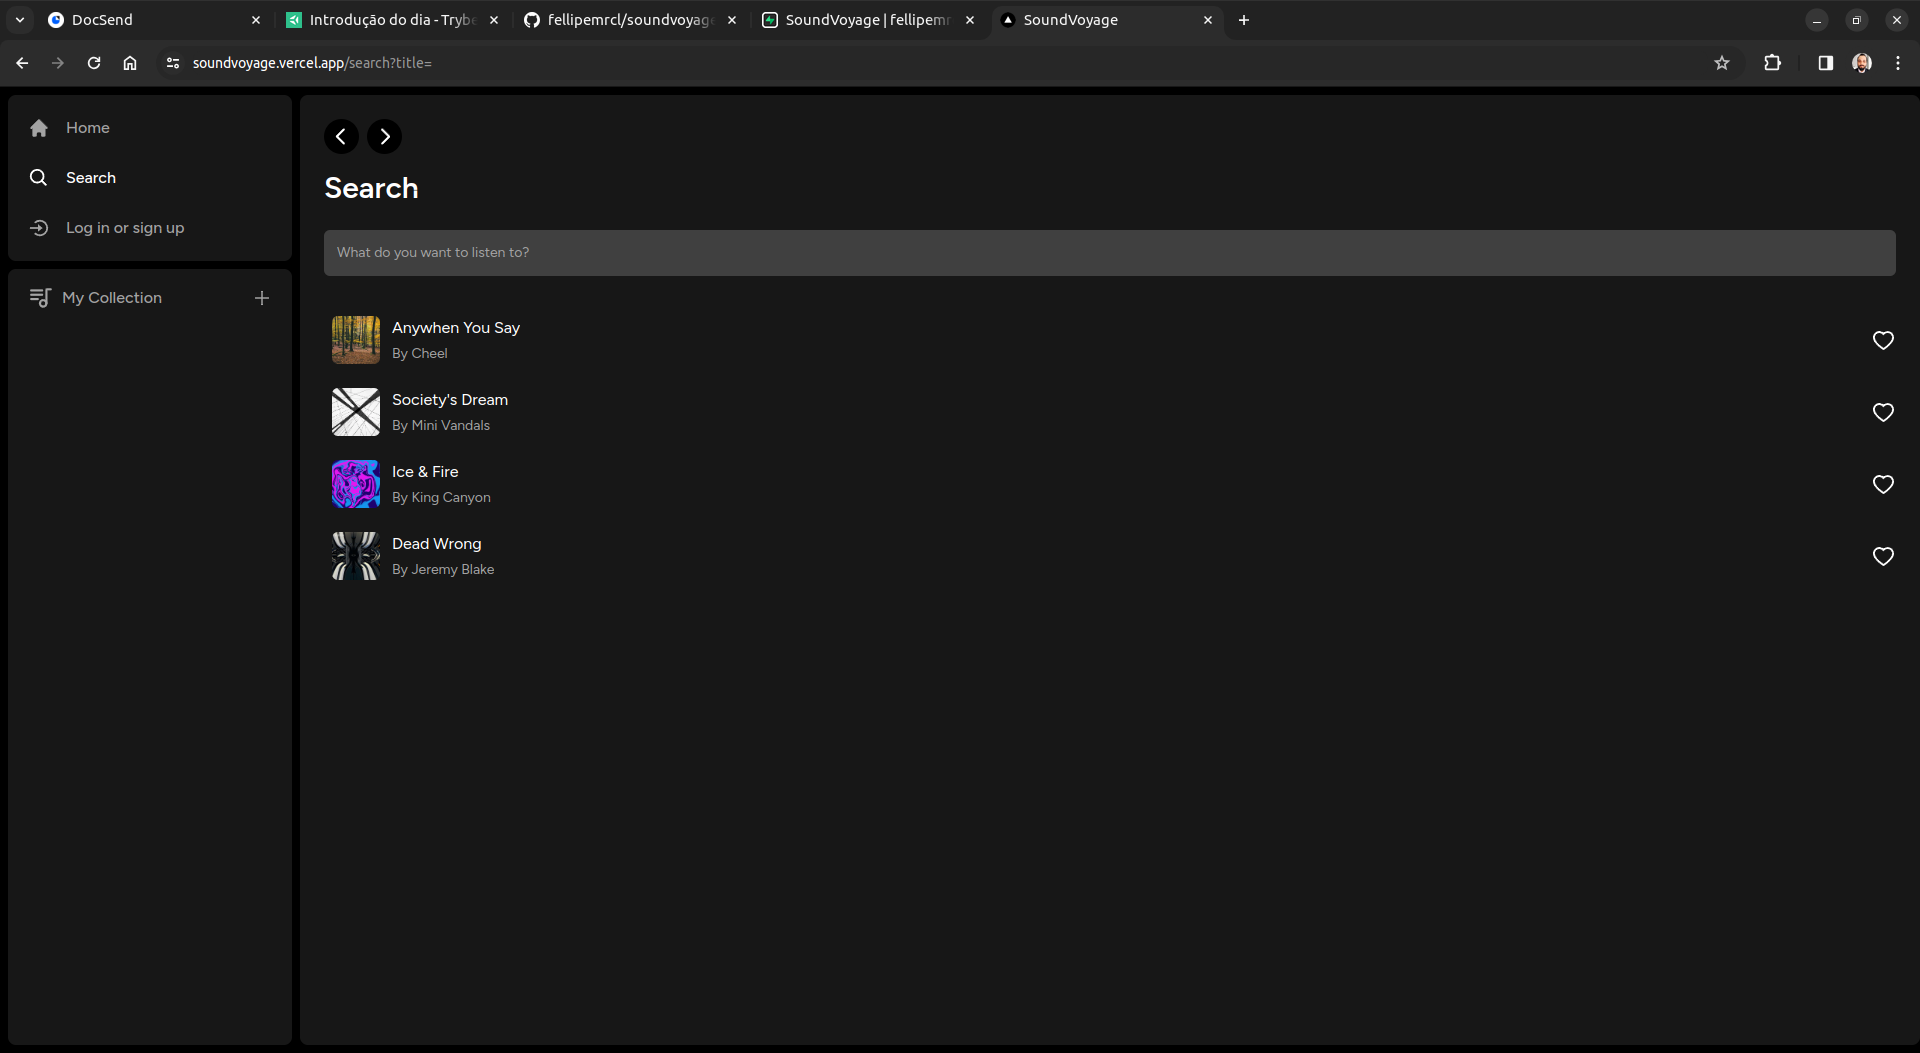 DocSend
Introdução do dia - Trybe
fellipemrcl/soundvoyage
SoundVoyage | fellipemr
SoundVoyage
soundvoyage.vercel.app/search?title=
Home
Search
Log in or sign up
My Collection
Search
What do you want to listen to?
Anywhen You Say
By Cheel
Society's Dream
By Mini Vandals
Ice & Fire
By King Canyon
Dead Wrong
By Jeremy Blake